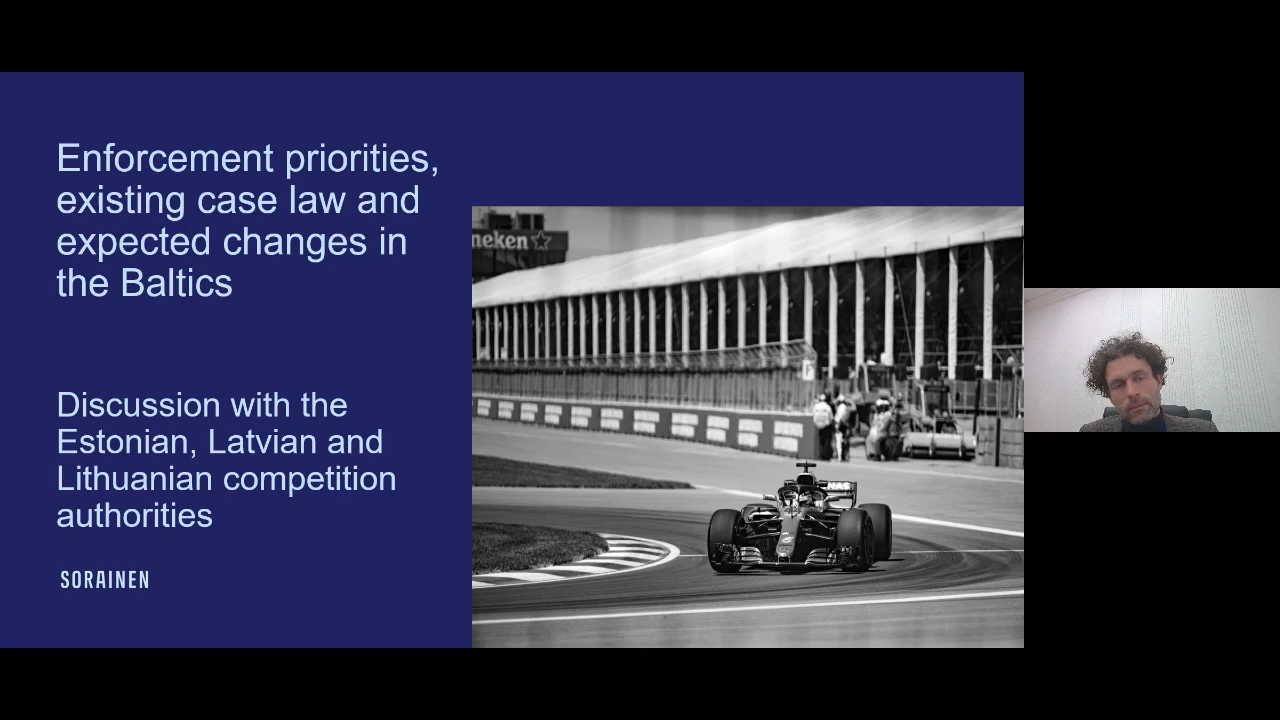 Enforcement priorities,
existing case law and
expected changes in
the Baltics
Discussion with the
Estonian, Latvian and
Lithuanian competition
authorities
SORAINEN
neken